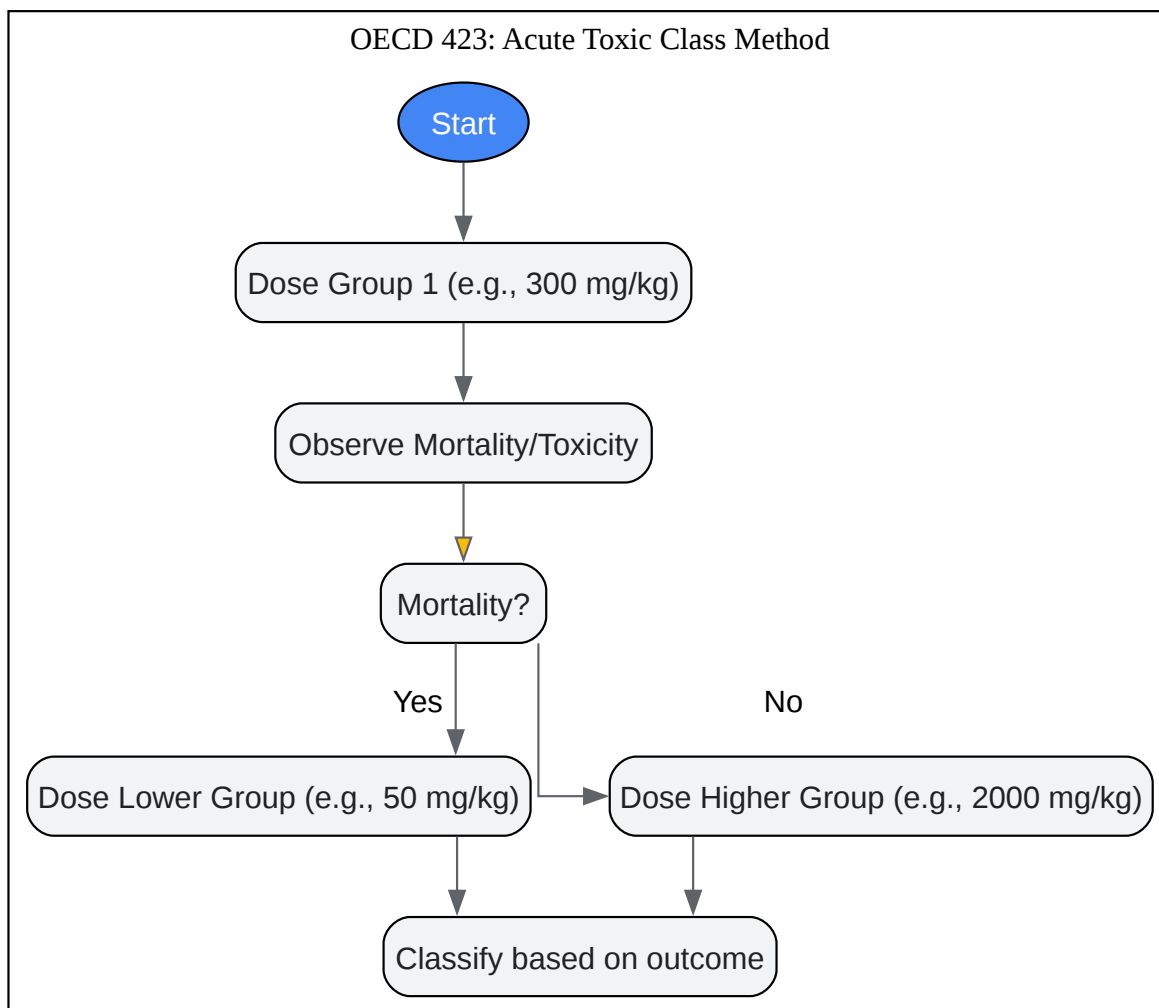 OECD 423: Acute Toxic Class Method
Start
Dose Group 1 (e.g., 300 mg/kg)
Observe Mortality/Toxicity
Mortality?
Yes
No
Dose Lower Group (e.g., 50 mg/kg)
Dose Higher Group (e.g., 2000 mg/kg)
Classify based on outcome